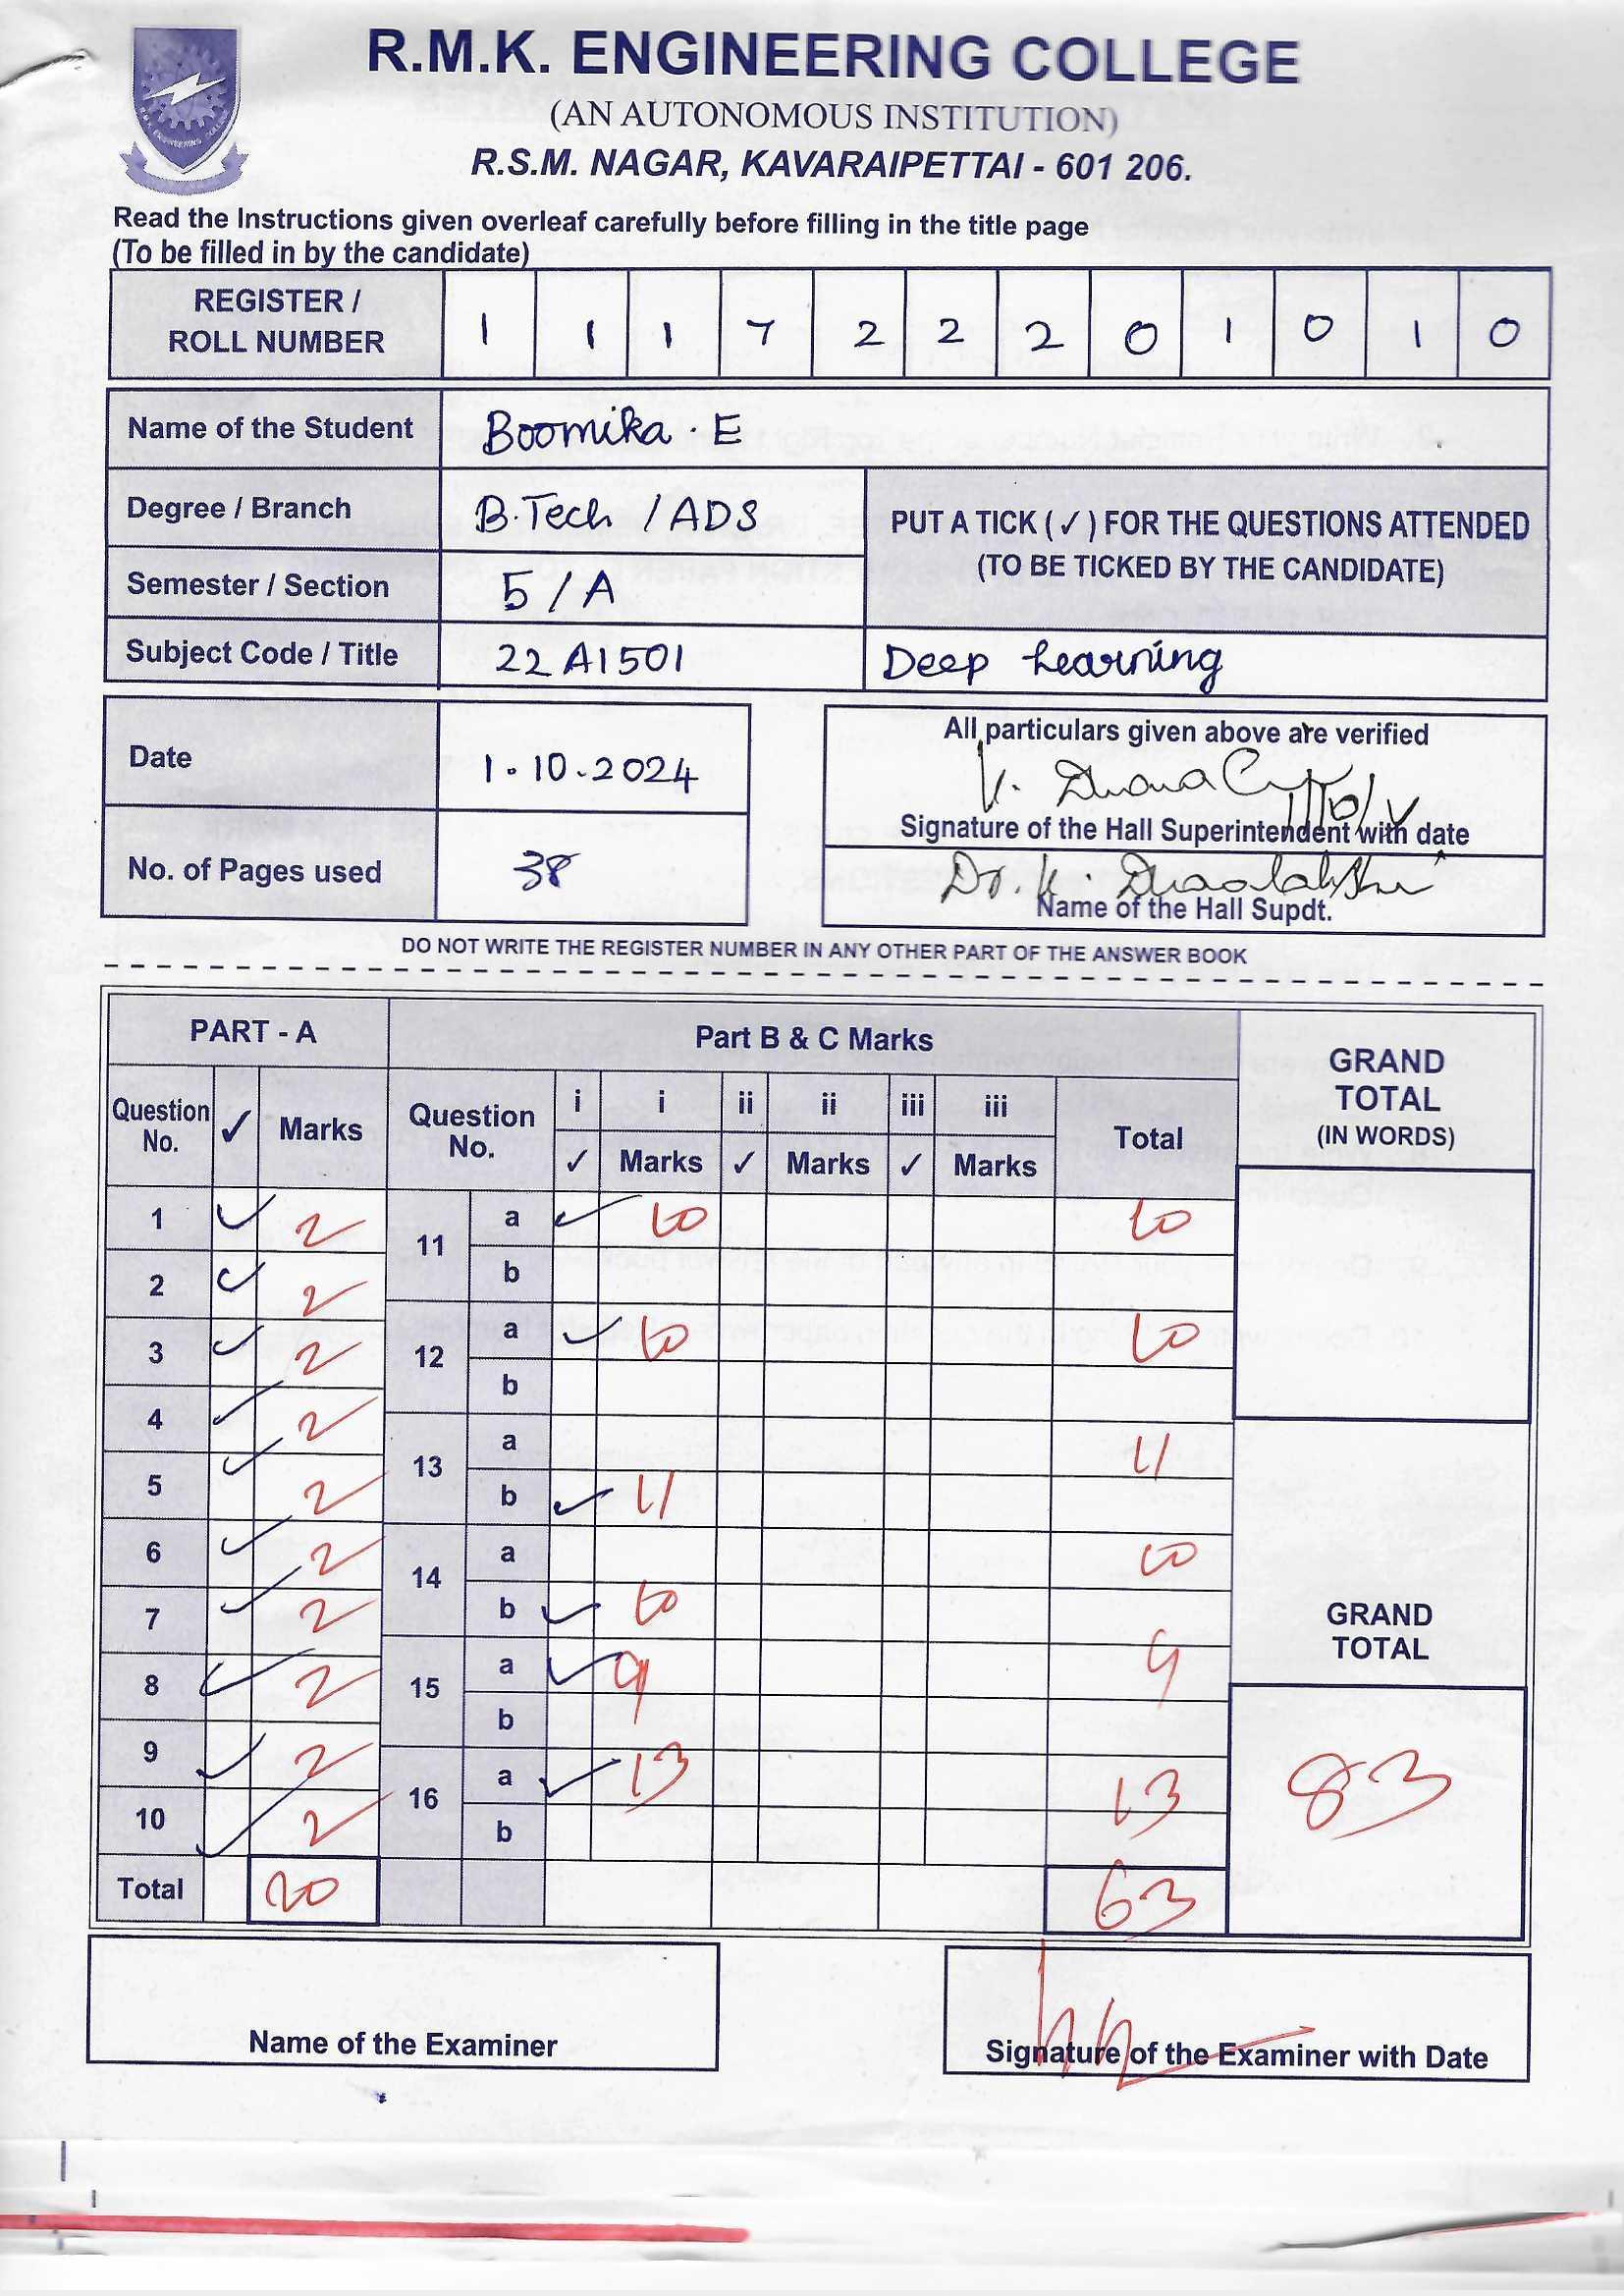 R.M.K. ENGINEERING COLLEGE
(AN AUTONOMOUS INSTITUTION)
R.S.M. NAGAR, KAVARAIPETTAI - 601 206.
Read the Instructions given overleaf carefully before filling in the title page
(To be filled in by the candidate)
REGISTER / ROLL NUMBER 1 1 1 7 2 2 2 0 1 0 1 0
Name of the Student Boomika . E
Degree / Branch B.Tech / ADS
PUT A TICK ( ✓ ) FOR THE QUESTIONS ATTENDED
(TO BE TICKED BY THE CANDIDATE)
Semester / Section 5 / A
Subject Code / Title 22AI501 Deep Learning
Date 1.10.2024
All particulars given above are verified
Signature of the Hall Superintendent with date
No. of Pages used 38
Dr. K.
Name of the Hall Supdt.
DO NOT WRITE THE REGISTER NUMBER IN ANY OTHER PART OF THE ANSWER BOOK
PART - A
Part B & C Marks
GRAND TOTAL (IN WORDS)
Question No. ✓ Marks
Question No. i i ii ii iii iii Total
✓ Marks ✓ Marks ✓ Marks
1 ✓ 2
2 ✓ 2
3 ✓ 2
4 ✓ 2
5 ✓ 2
6 ✓ 2
7 ✓ 2
8 ✓ 2
9 ✓ 2
10 ✓ 2
Total 20
11 a ✓ 10 10
b
12 a ✓ 10 10
b
13 a 11
b ✓ 11
14 a 10
b ✓ 10
15 a ✓ 9 9
b
16 a ✓ 13 13
b
63
GRAND TOTAL
83
Name of the Examiner
Signature of the Examiner with Date